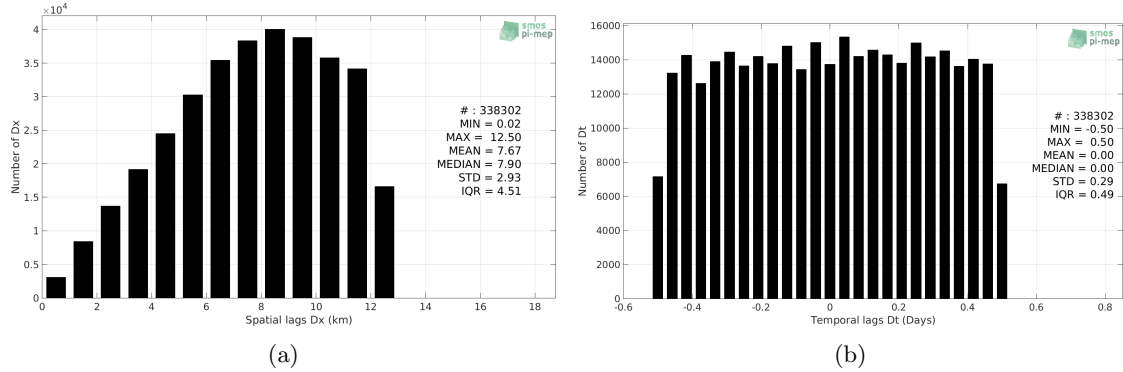 ×10⁴
4
3.5
3
2.5
2
1.5
1
0.5
0
Number of Dx
0 2 4 6 8 10 12 14 16 18
Spatial lags Dx (km)
smos
pi-mep
# : 338302
MIN = 0.02
MAX = 12.50
MEAN = 7.67
MEDIAN = 7.90
STD = 2.93
IQR = 4.51
(a)
16000
14000
12000
10000
8000
6000
4000
2000
0
Number of Dt
-0.6 -0.4 -0.2 0 0.2 0.4 0.6 0.8
Temporal lags Dt (Days)
smos
pi-mep
# : 338302
MIN = -0.50
MAX = 0.50
MEAN = 0.00
MEDIAN = 0.00
STD = 0.29
IQR = 0.49
(b)